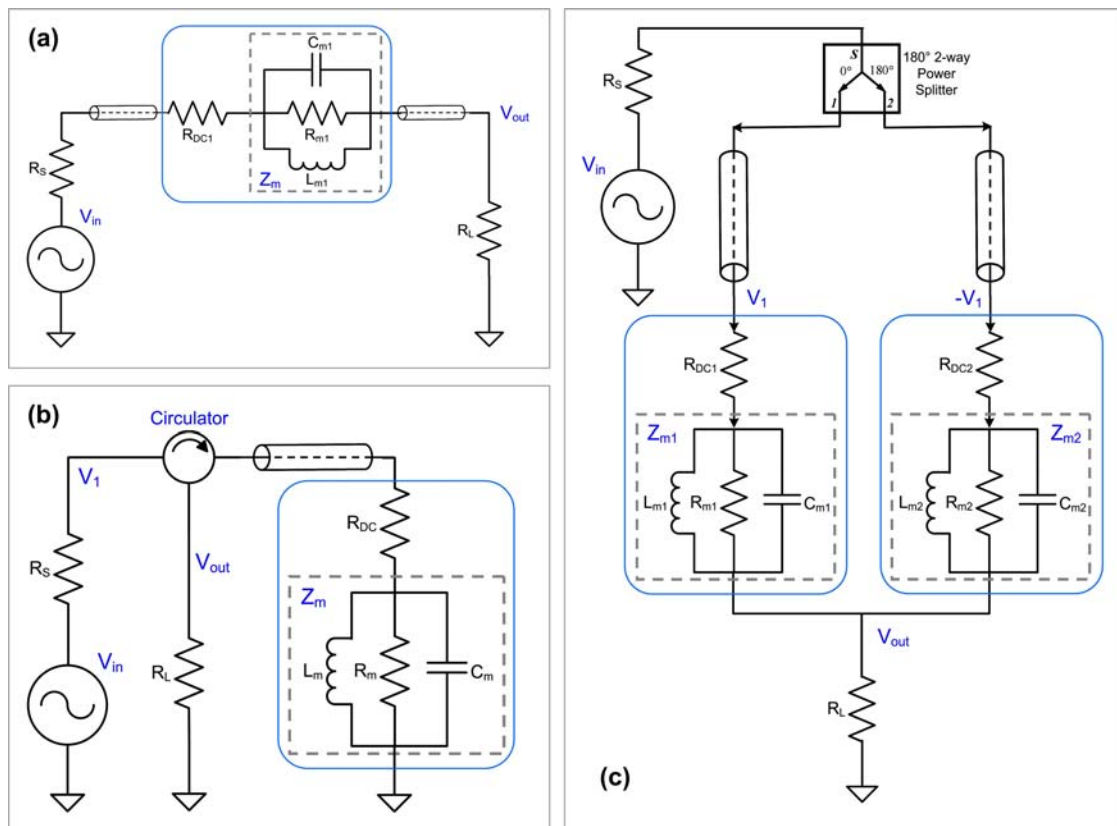 (a)
C_m1
R_DC1
R_m1
L_m1
Z_m
V_out
R_S
V_in
R_L
(b)
Circulator
V_1
R_S
V_in
V_out
R_L
R_DC
Z_m
L_m
R_m
C_m
(c)
R_S
V_in
S
0°
180°
1
2
180° 2-way
Power
Splitter
V_1
-V_1
R_DC1
R_DC2
Z_m1
Z_m2
L_m1
R_m1
C_m1
L_m2
R_m2
C_m2
V_out
R_L